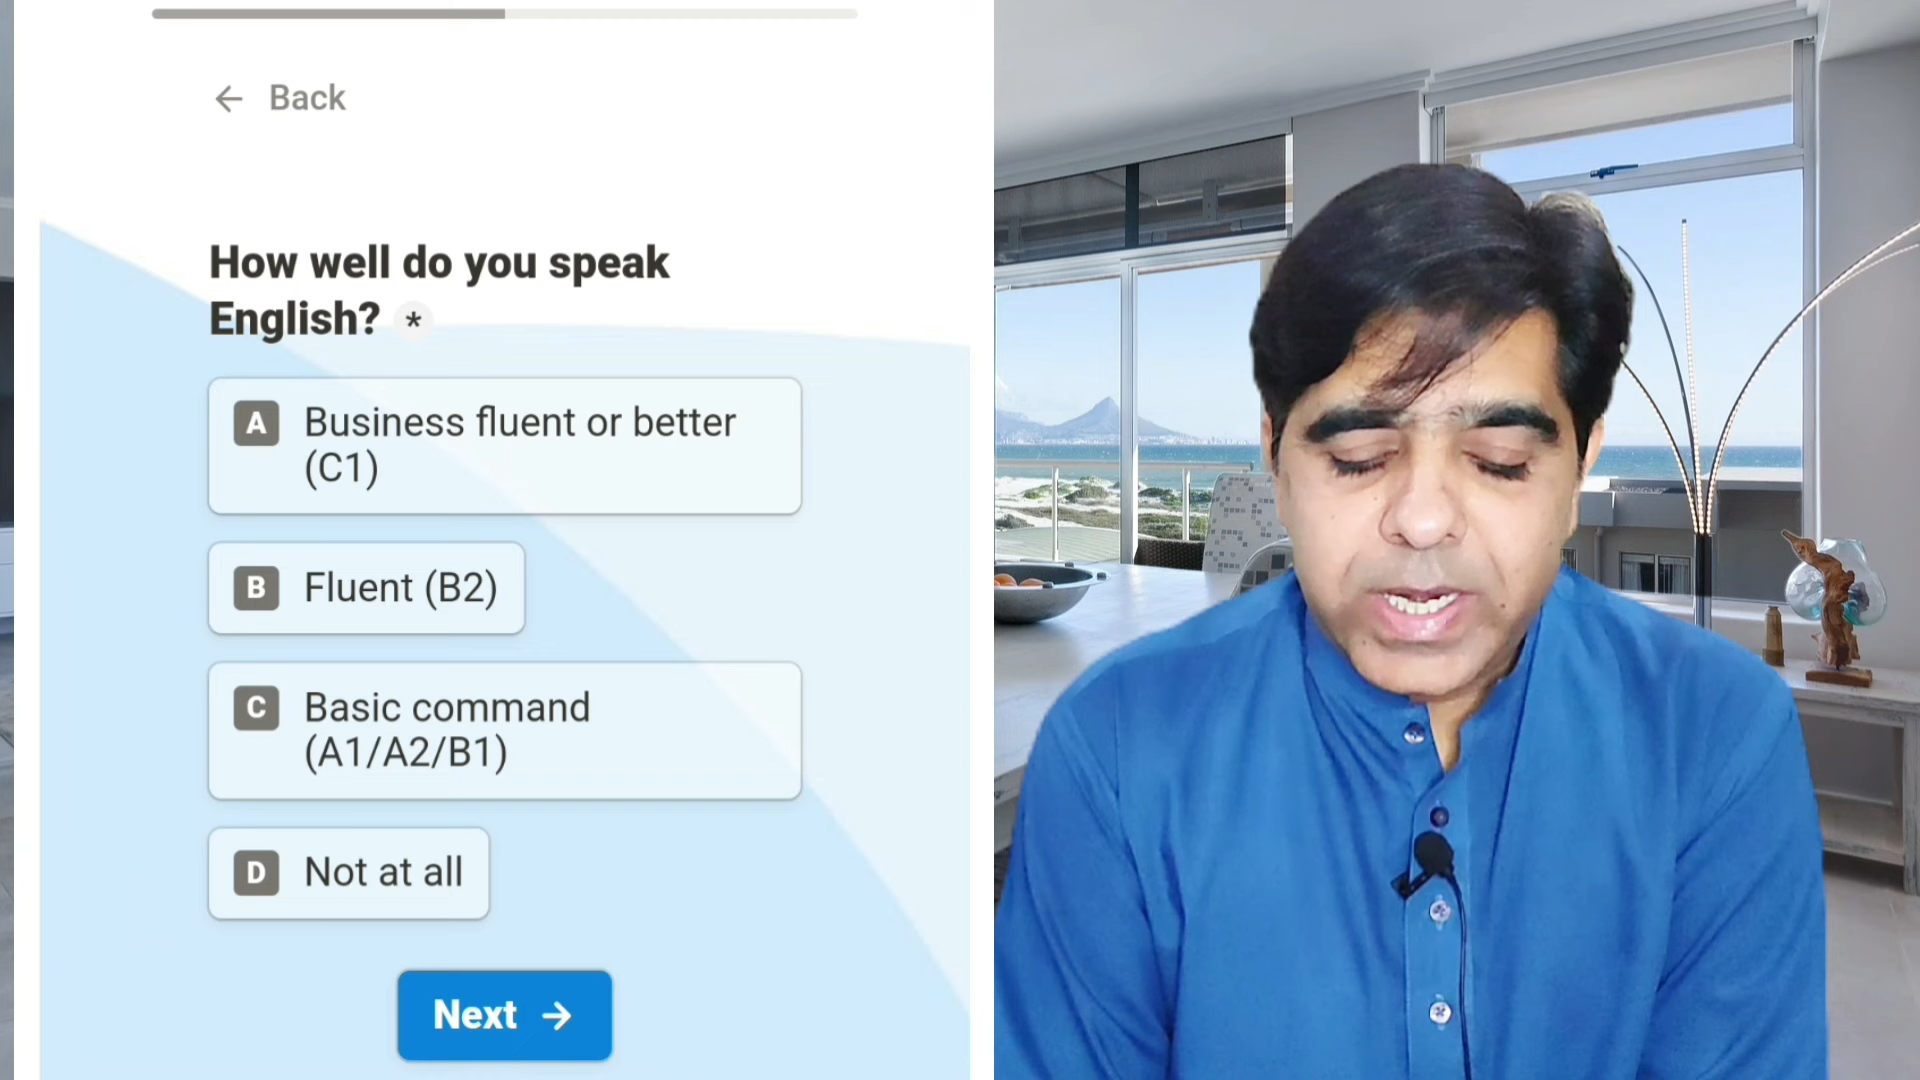 ← Back
How well do you speak
English? *
A Business fluent or better
(C1)
B Fluent (B2)
C Basic command
(A1/A2/B1)
D Not at all
Next →